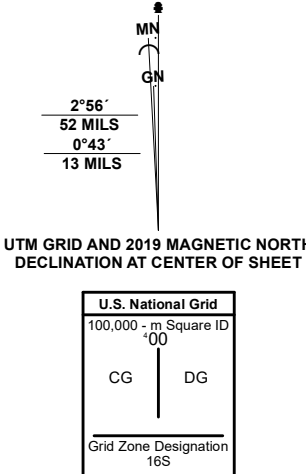 MN
GN
2°56´
52 MILS
0°43´
13 MILS
UTM GRID AND 2019 MAGNETIC NORTH
DECLINATION AT CENTER OF SHEET
U.S. National Grid
100,000 - m Square ID
⁴00
CG DG
Grid Zone Designation
16S